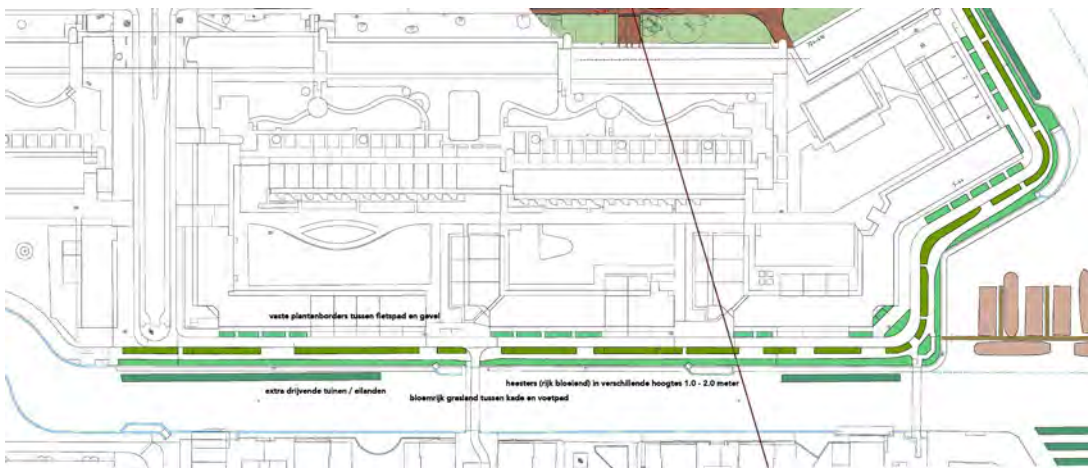 vaste plantenborders tussen fietspad en gevel
heesters (rijk bloeiend) in verschillende hoogtes 1.0 - 2.0 meter
extra drijvende tuinen / eilanden
bloemrijk grasland tussen kade en voetpad